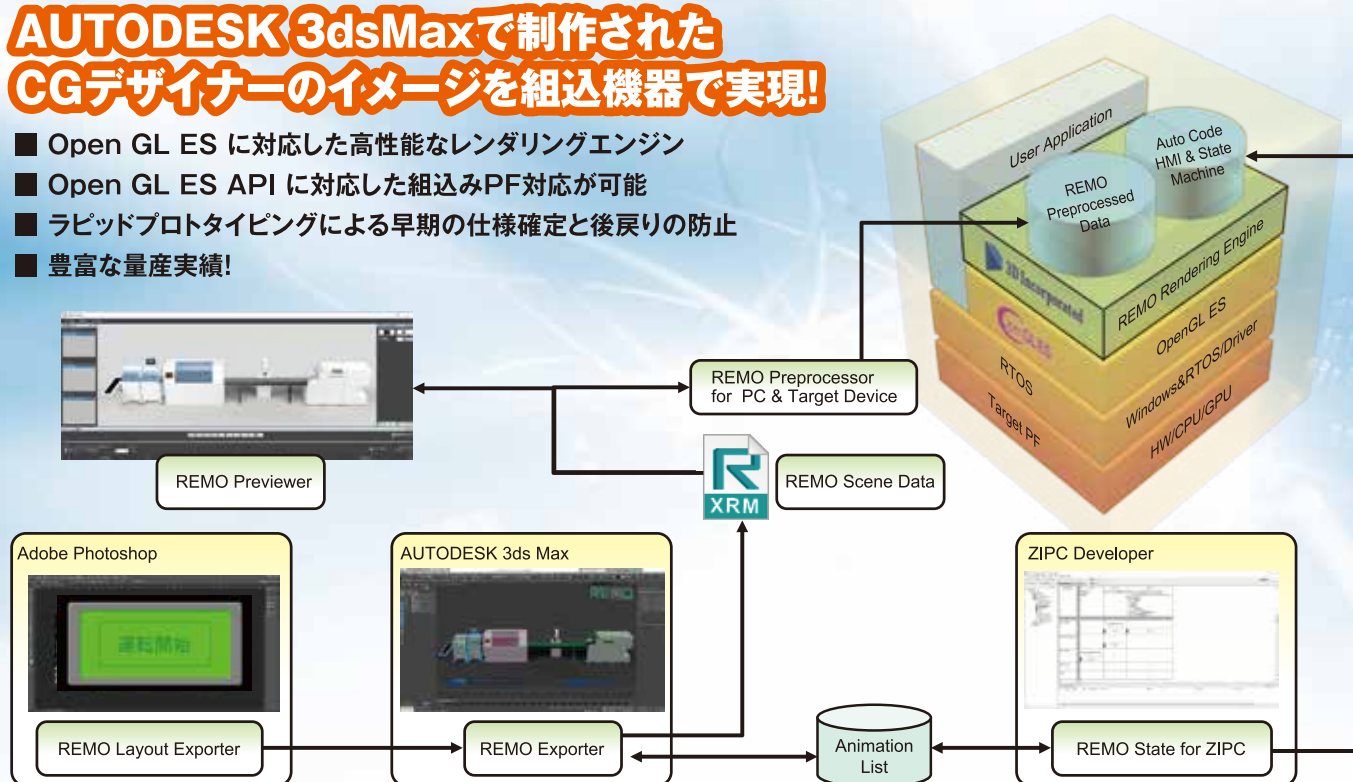 AUTODESK 3dsMaxで制作された
CGデザイナーのイメージを組込機器で実現!
■ Open GL ES に対応した高性能なレンダリングエンジン
■ Open GL ES API に対応した組込みPF対応が可能
■ ラピッドプロトタイピングによる早期の仕様確定と後戻りの防止
■ 豊富な量産実績!
User Application
Auto Code
HMI & State
Machine
REMO
Preprocessed
Data
3D Incorporated
REMO Rendering Engine
OpenGL ES
OpenGL ES
RTOS
Windows&RTOS/Driver
Target PF
HW/CPU/GPU
REMO Preprocessor
for PC & Target Device
REMO Previewer
XRM
REMO Scene Data
Adobe Photoshop
運転開始
REMO Layout Exporter
AUTODESK 3ds Max
REMO
REMO Exporter
Animation
List
ZIPC Developer
REMO State for ZIPC